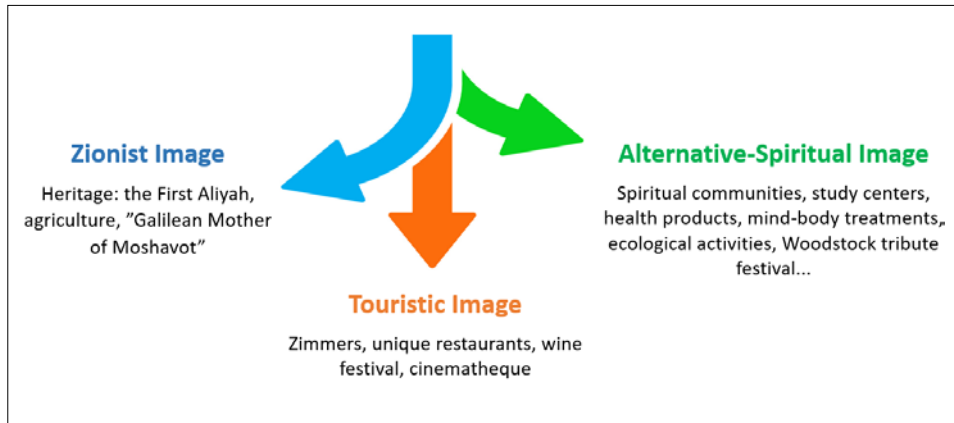 Zionist Image
Heritage: the First Aliyah,
agriculture, ”Galilean Mother
of Moshavot”
Touristic Image
Zimmers, unique restaurants, wine
festival, cinematheque
Alternative-Spiritual Image
Spiritual communities, study centers,
health products, mind-body treatments,.
ecological activities, Woodstock tribute
festival...